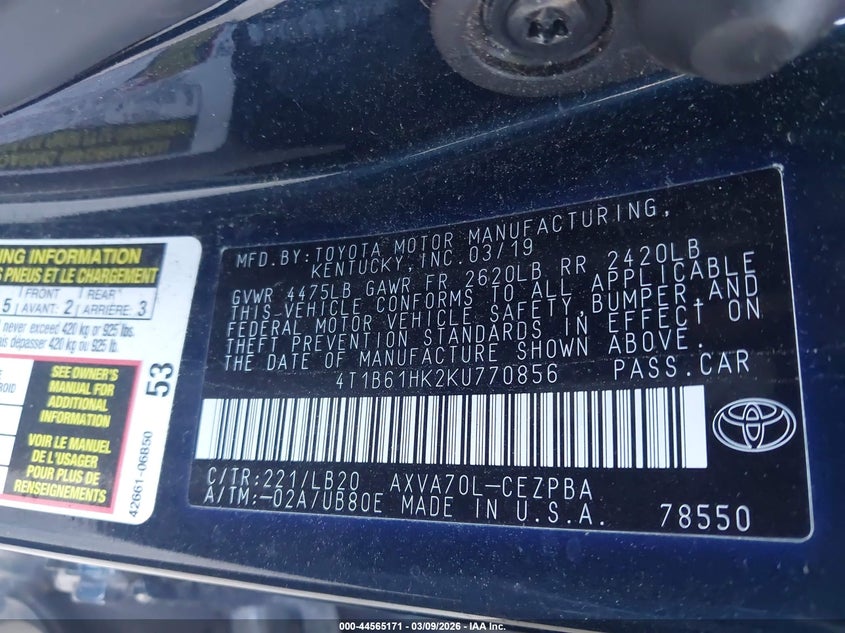 ING INFORMATION
S PNEUS ET LE CHARGEMENT
5 FRONT AVANT: 2 REAR ARRIÈRE: 3
never exceed 420 kg or 925 lbs.
dépasser 420 kg ou 925 lb.
SEE OWNER'S
MANUAL FOR
ADDITIONAL
INFORMATION
VOIR LE MANUEL
DE L'USAGER
POUR PLUS DE
RENSEIGNEMENTS
53
42661-06B50
MFD.BY:TOYOTA MOTOR MANUFACTURING,
KENTUCKY,INC.03/19
GVWR 4475LB GAWR FR 2620LB RR 2420LB
THIS VEHICLE CONFORMS TO ALL APPLICABLE
FEDERAL MOTOR VEHICLE SAFETY,BUMPER,AND
THEFT PREVENTION STANDARDS IN EFFECT ON
THE DATE OF MANUFACTURE SHOWN ABOVE.
4T1B61HK2KU770856 PASS.CAR
C/TR:221/LB20 AXVA70L-CEZPBA
A/TM:-02A/UB80E MADE IN U.S.A.
78550
000-44565171 | 03/09/2026 | IAA Inc.